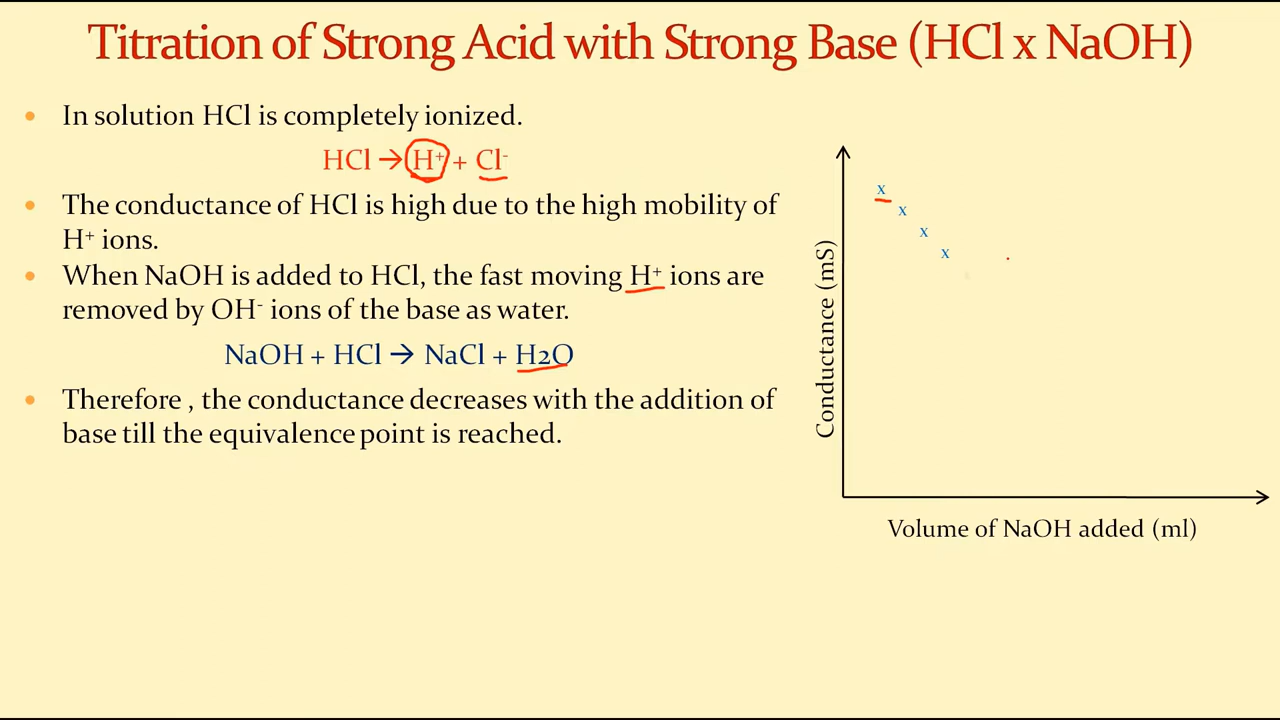 Titration of Strong Acid with Strong Base (HCl x NaOH)
• In solution HCl is completely ionized.
HCl → H⁺ + Cl⁻
• The conductance of HCl is high due to the high mobility of
H⁺ ions.
• When NaOH is added to HCl, the fast moving H⁺ ions are
removed by OH⁻ ions of the base as water.
NaOH + HCl → NaCl + H2O
• Therefore , the conductance decreases with the addition of
base till the equivalence point is reached.
Conductance (mS)
x
x
x
x
Volume of NaOH added (ml)